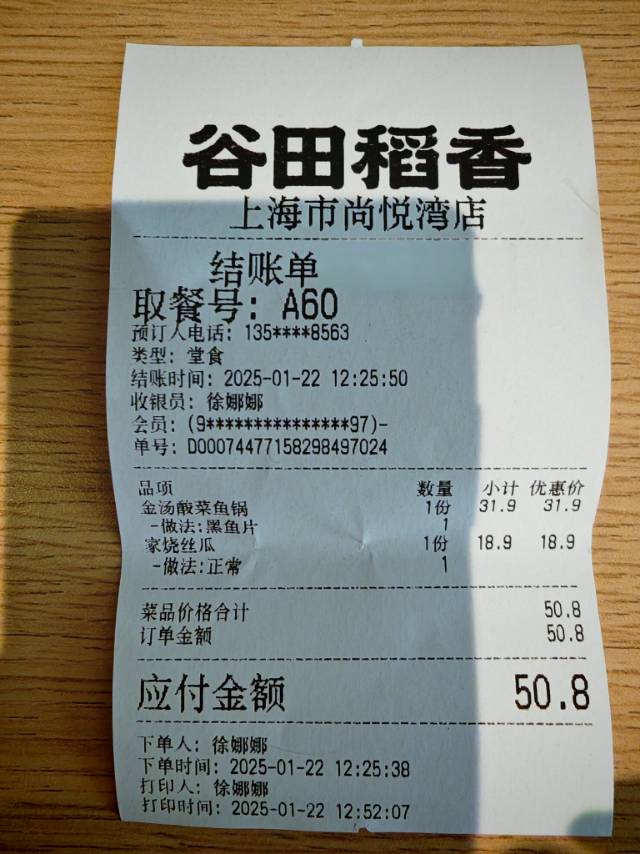 谷田稻香
上海市尚悦湾店
结账单
取餐号: A60
预订人电话: 135****8563
类型: 堂食
结账时间: 2025-01-22 12:25:50
收银员: 徐娜娜
会员: (9***************97)-
单号: D00074477158298497024
品项 数量 小计 优惠价
金汤酸菜鱼锅 1份 31.9 31.9
-做法:黑鱼片 1
家烧丝瓜 1份 18.9 18.9
-做法:正常 1
菜品价格合计 50.8
订单金额 50.8
应付金额 50.8
下单人: 徐娜娜
下单时间: 2025-01-22 12:25:38
打印人: 徐娜娜
打印时间: 2025-01-22 12:52:07